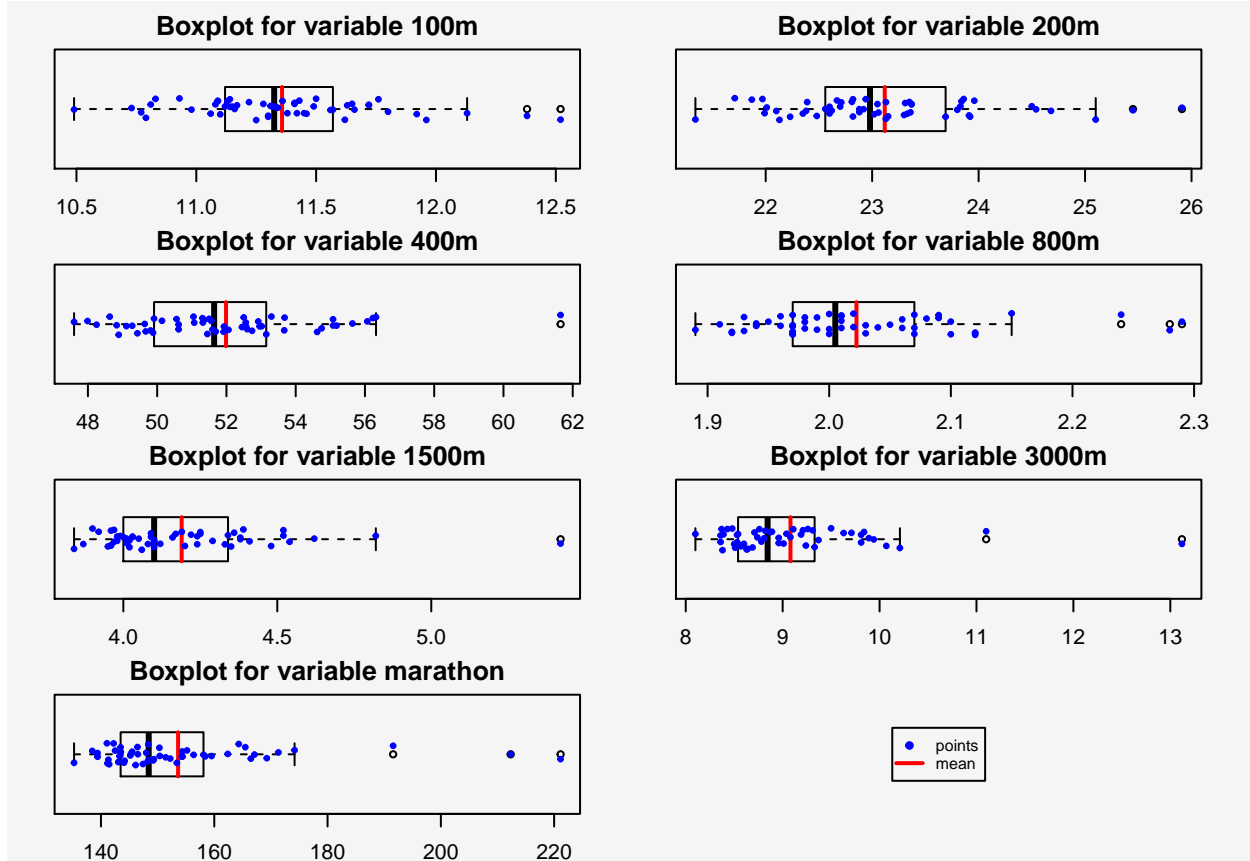 Boxplot for variable 100m
10.5 11.0 11.5 12.0 12.5
Boxplot for variable 200m
22 23 24 25 26
Boxplot for variable 400m
48 50 52 54 56 58 60 62
Boxplot for variable 800m
1.9 2.0 2.1 2.2 2.3
Boxplot for variable 1500m
4.0 4.5 5.0
Boxplot for variable 3000m
8 9 10 11 12 13
Boxplot for variable marathon
140 160 180 200 220
points
mean